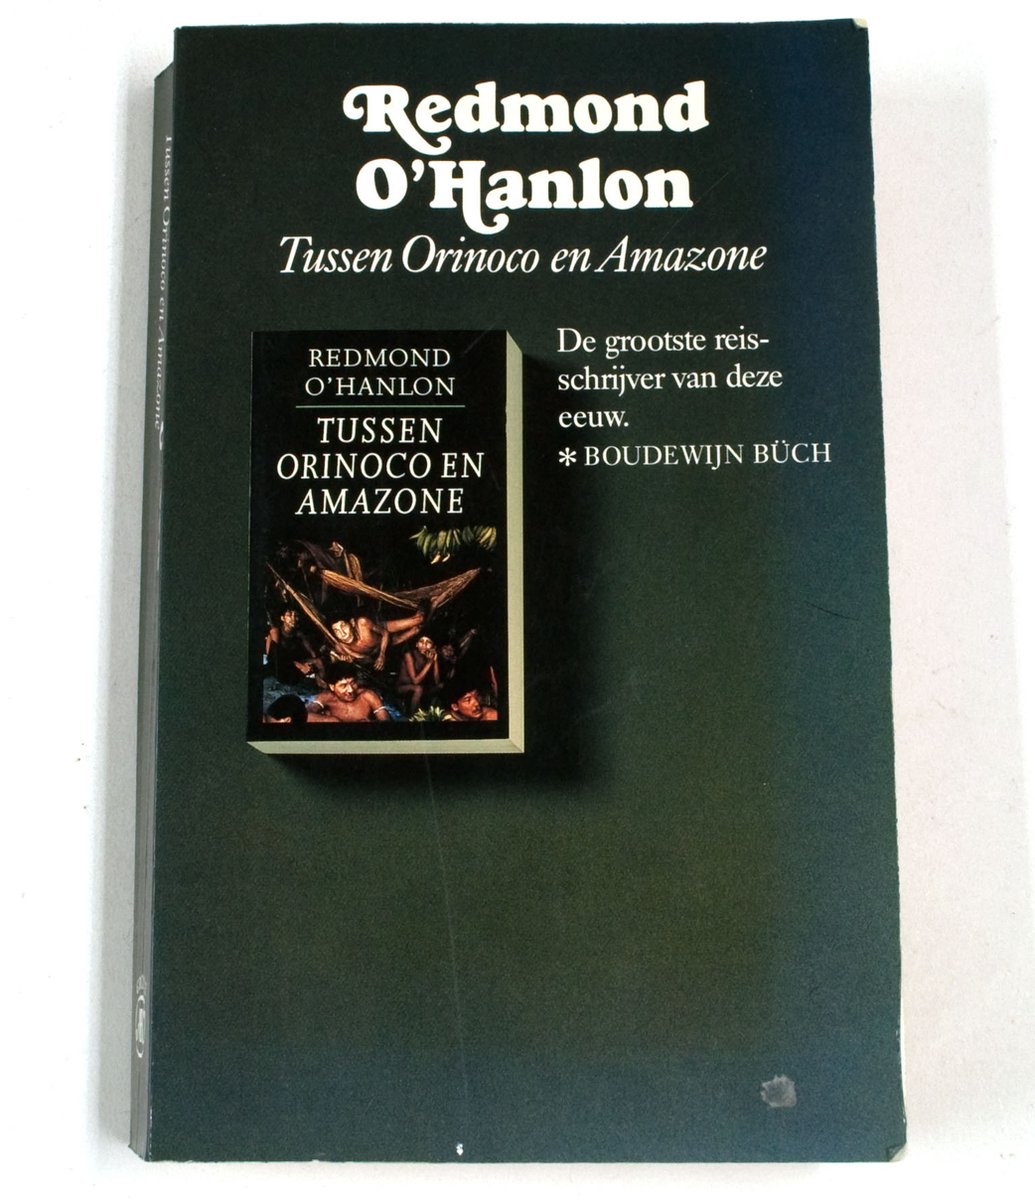 Redmond
O'Hanlon
Tussen Orinoco en Amazone
De grootste reis-
schrijver van deze
eeuw.
* BOUDEWIJN BÜCH
REDMOND
O'HANLON
TUSSEN
ORINOCO EN
AMAZONE
Tussen Orinoco en Amazone